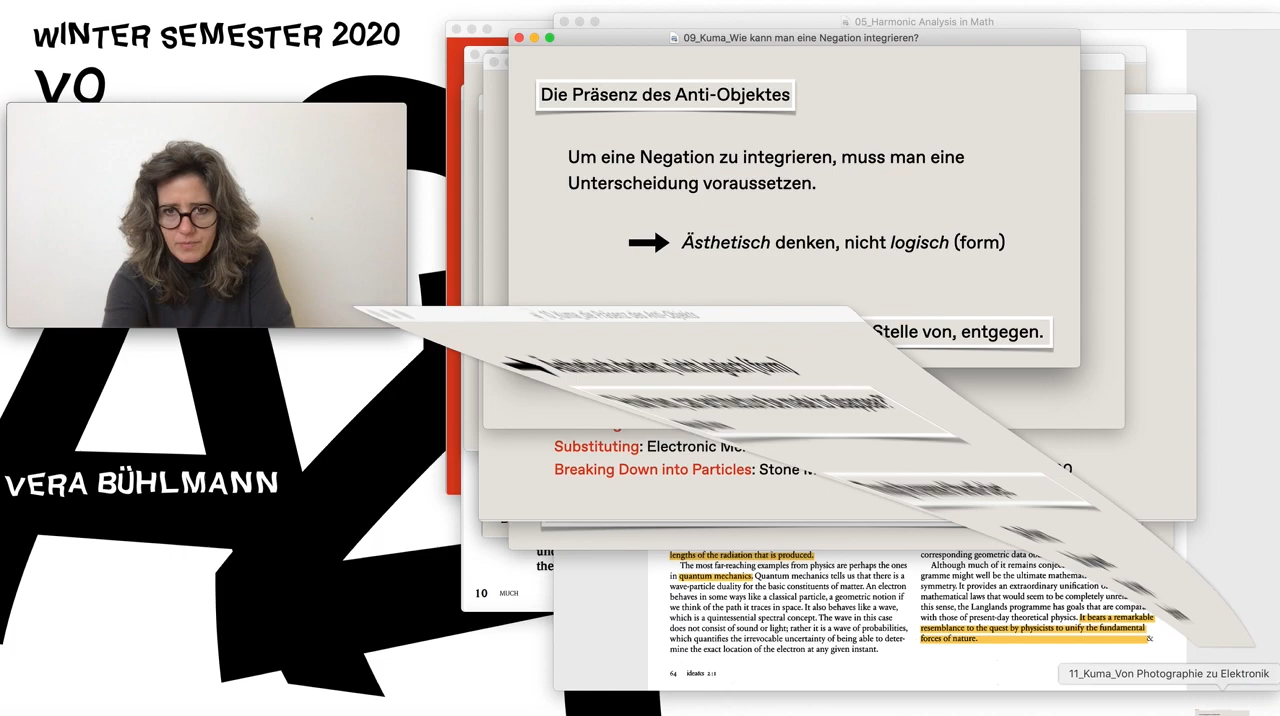 WINTER SEMESTER 2020
VO
VERA BÜHLMANN
05_Harmonic Analysis in Math
09_Kuma_Wie kann man eine Negation integrieren?
Die Präsenz des Anti-Objektes
Um eine Negation zu integrieren, muss man eine
Unterscheidung voraussetzen.
Ästhetisch denken, nicht logisch (form)
Stelle von, entgegen.
Substituting: Electronic
Breaking Down into Particles: Stone
und
the
10 MUCH
lengths of the radiation that is produced.
The most far-reaching examples from physics are perhaps the ones
in quantum mechanics. Quantum mechanics tells us that there is a
wave-particle duality for the basic constituents of matter. An electron
behaves in some ways like a classical particle, a geometric notion if
we think of the path it traces in space. It also behaves like a wave,
which is a quintessential spectral concept. The wave in this case
does not consist of sound or light; rather it is a wave of probabilities,
which quantifies the irrevocable uncertainty of being able to deter-
mine the exact location of the electron at any given instant.
64 ideas 2|1
corresponding geometric data
Although much of it remains
gramme might well be the ultimate
symmetry. It provides an extraordinary unification
mathematical laws that would seem to be completely
this sense, the Langlands programme has goals that are
with those of present-day theoretical physics. It bears a remarkable
resemblance to the quest by physicists to unify the fundamental
forces of nature. &
11_Kuma_Von Photographie zu Elektronik